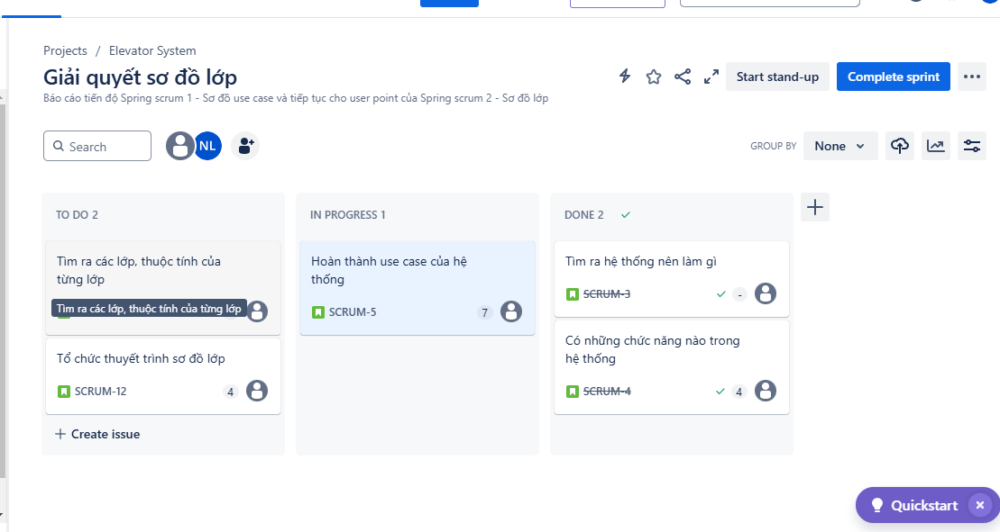 Projects / Elevator System
Giải quyết sơ đồ lớp
Báo cáo tiến độ Spring scrum 1 - Sơ đồ use case và tiếp tục cho user point của Spring scrum 2 - Sơ đồ lớp
Start stand-up
Complete sprint
Search
NL
GROUP BY
None
TO DO 2
Tìm ra các lớp, thuộc tính của
từng lớp
Tìm ra các lớp, thuộc tính của từng lớp
Tổ chức thuyết trình sơ đồ lớp
SCRUM-12
4
+ Create issue
IN PROGRESS 1
Hoàn thành use case của hệ
thống
SCRUM-5
7
DONE 2
Tìm ra hệ thống nên làm gì
SCRUM-3
-
Có những chức năng nào trong
hệ thống
SCRUM-4
4
Quickstart